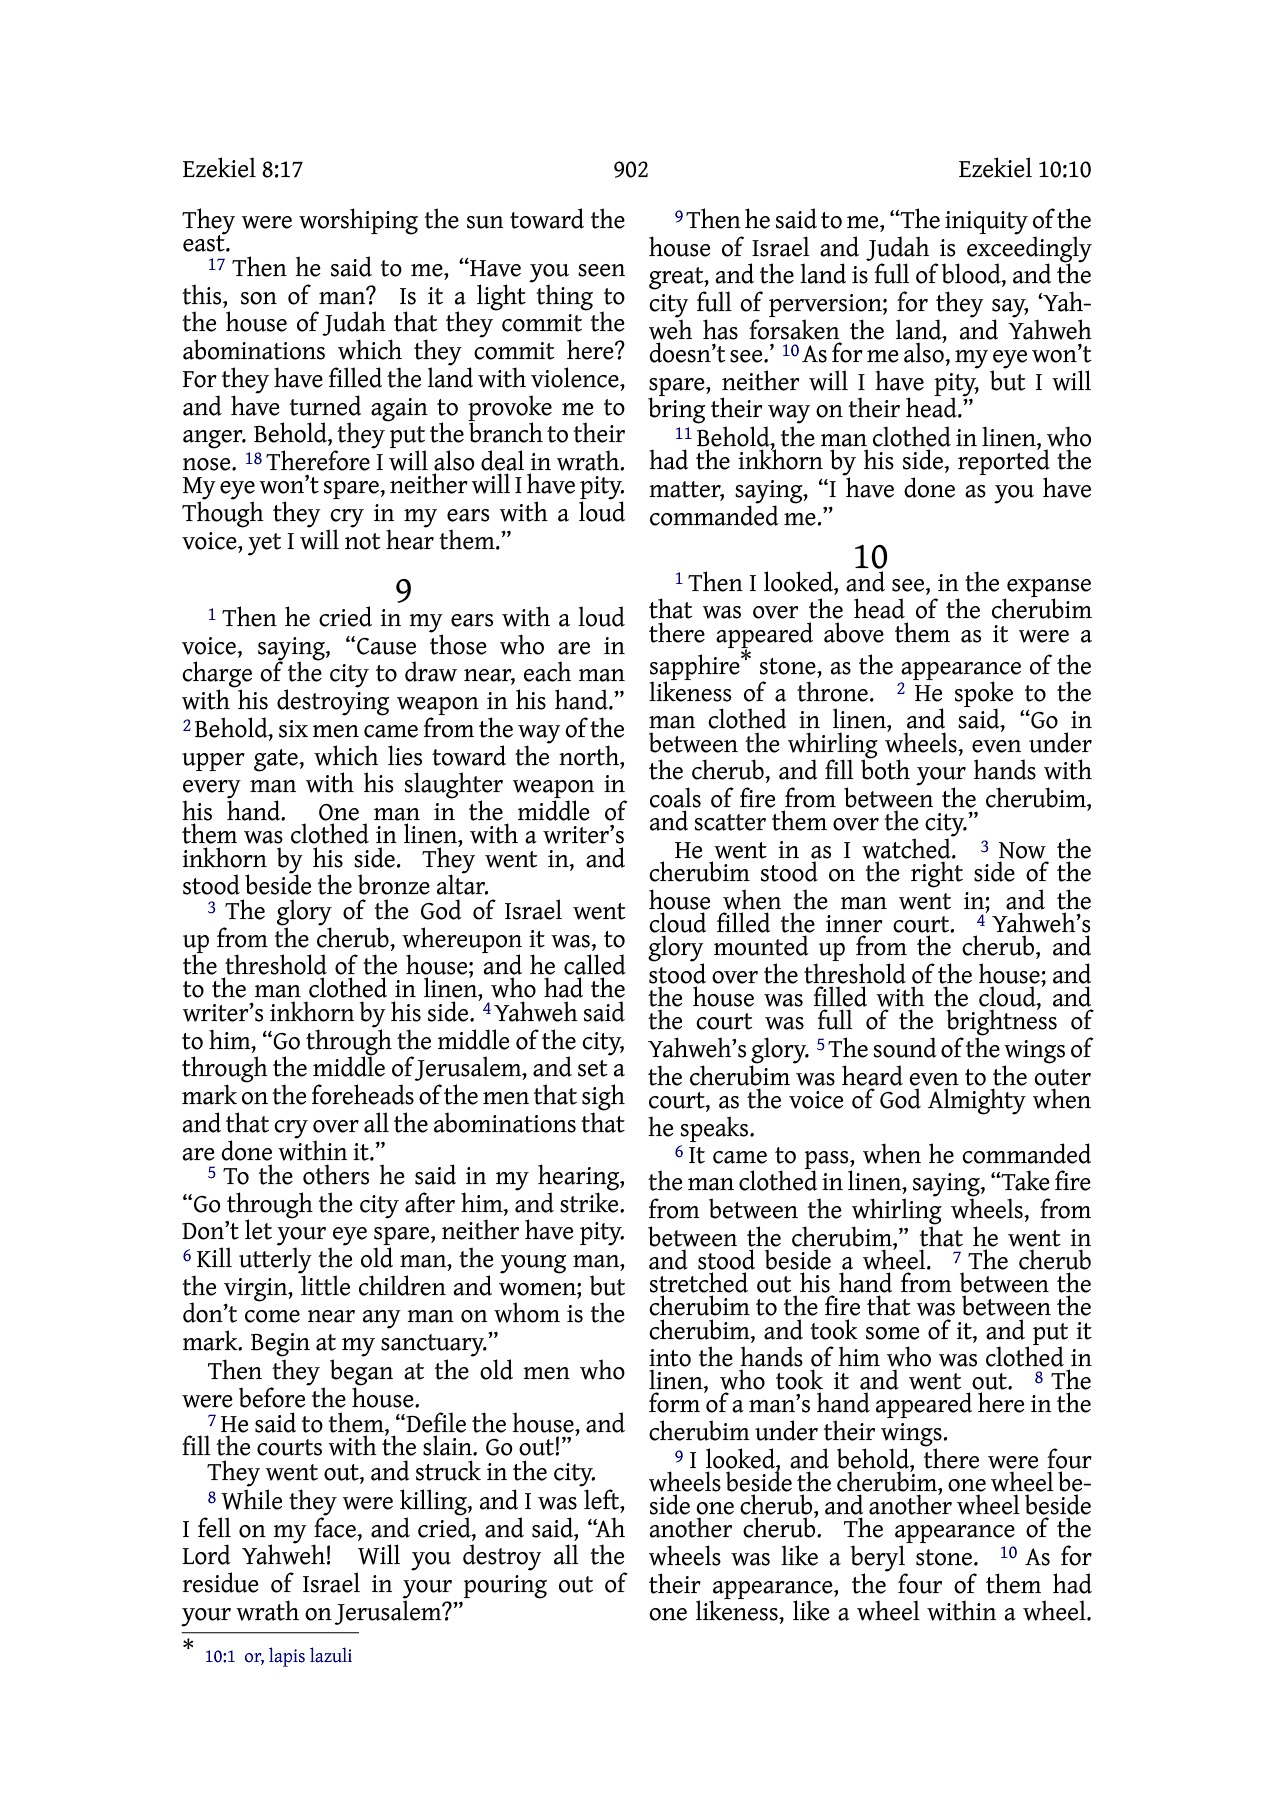 Ezekiel 8:17 902 Ezekiel 10:10
They were worshiping the sun toward the
east.
17 Then he said to me, “Have you seen
this, son of man? Is it a light thing to
the house of Judah that they commit the
abominations which they commit here?
For they have filled the land with violence,
and have turned again to provoke me to
anger. Behold, they put the branch to their
nose. 18 Therefore I will also deal in wrath.
My eye won’t spare, neither will I have pity.
Though they cry in my ears with a loud
voice, yet I will not hear them.”
9
1 Then he cried in my ears with a loud
voice, saying, “Cause those who are in
charge of the city to draw near, each man
with his destroying weapon in his hand.”
2 Behold, six men came from the way of the
upper gate, which lies toward the north,
every man with his slaughter weapon in
his hand. One man in the middle of
them was clothed in linen, with a writer’s
inkhorn by his side. They went in, and
stood beside the bronze altar.
3 The glory of the God of Israel went
up from the cherub, whereupon it was, to
the threshold of the house; and he called
to the man clothed in linen, who had the
writer’s inkhorn by his side. 4 Yahweh said
to him, “Go through the middle of the city,
through the middle of Jerusalem, and set a
mark on the foreheads of the men that sigh
and that cry over all the abominations that
are done within it.”
5 To the others he said in my hearing,
“Go through the city after him, and strike.
Don’t let your eye spare, neither have pity.
6 Kill utterly the old man, the young man,
the virgin, little children and women; but
don’t come near any man on whom is the
mark. Begin at my sanctuary.”
Then they began at the old men who
were before the house.
7 He said to them, “Defile the house, and
fill the courts with the slain. Go out!”
They went out, and struck in the city.
8 While they were killing, and I was left,
I fell on my face, and cried, and said, “Ah
Lord Yahweh! Will you destroy all the
residue of Israel in your pouring out of
your wrath on Jerusalem?”
9 Then he said to me, “The iniquity of the
house of Israel and Judah is exceedingly
great, and the land is full of blood, and the
city full of perversion; for they say, ‘Yah-
weh has forsaken the land, and Yahweh
doesn’t see.’ 10 As for me also, my eye won’t
spare, neither will I have pity, but I will
bring their way on their head.”
11 Behold, the man clothed in linen, who
had the inkhorn by his side, reported the
matter, saying, “I have done as you have
commanded me.”
10
1 Then I looked, and see, in the expanse
that was over the head of the cherubim
there appeared above them as it were a
sapphire* stone, as the appearance of the
likeness of a throne. 2 He spoke to the
man clothed in linen, and said, “Go in
between the whirling wheels, even under
the cherub, and fill both your hands with
coals of fire from between the cherubim,
and scatter them over the city.”
He went in as I watched. 3 Now the
cherubim stood on the right side of the
house when the man went in; and the
cloud filled the inner court. 4 Yahweh’s
glory mounted up from the cherub, and
stood over the threshold of the house; and
the house was filled with the cloud, and
the court was full of the brightness of
Yahweh’s glory. 5 The sound of the wings of
the cherubim was heard even to the outer
court, as the voice of God Almighty when
he speaks.
6 It came to pass, when he commanded
the man clothed in linen, saying, “Take fire
from between the whirling wheels, from
between the cherubim,” that he went in
and stood beside a wheel. 7 The cherub
stretched out his hand from between the
cherubim to the fire that was between the
cherubim, and took some of it, and put it
into the hands of him who was clothed in
linen, who took it and went out. 8 The
form of a man’s hand appeared here in the
cherubim under their wings.
9 I looked, and behold, there were four
wheels beside the cherubim, one wheel be-
side one cherub, and another wheel beside
another cherub. The appearance of the
wheels was like a beryl stone. 10 As for
their appearance, the four of them had
one likeness, like a wheel within a wheel.
* 10:1 or, lapis lazuli